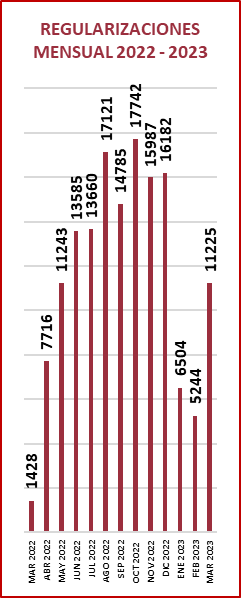 REGULARIZACIONES
MENSUAL 2022 - 2023
1428
7716
11243
13585
13660
17121
14785
17742
15987
16182
6504
5244
11225
MAR 2022
ABR 2022
MAY 2022
JUN 2022
JUL 2022
AGO 2022
SEP 2022
OCT 2022
NOV 2022
DIC 2022
ENE 2023
FEB 2023
MAR 2023